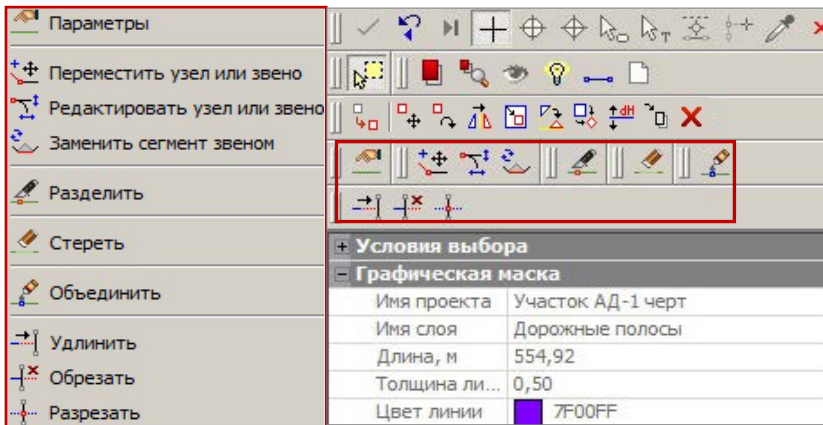 Параметры
Переместить узел или звено
Редактировать узел или звено
Заменить сегмент звеном
Разделить
Стереть
Объединить
Удлинить
Обрезать
Разрезать
dH
Условия выбора
Графическая маска
Имя проекта Участок АД-1 черт
Имя слоя Дорожные полосы
Длина, м 554,92
Толщина ли... 0,50
Цвет линии 7F00FF